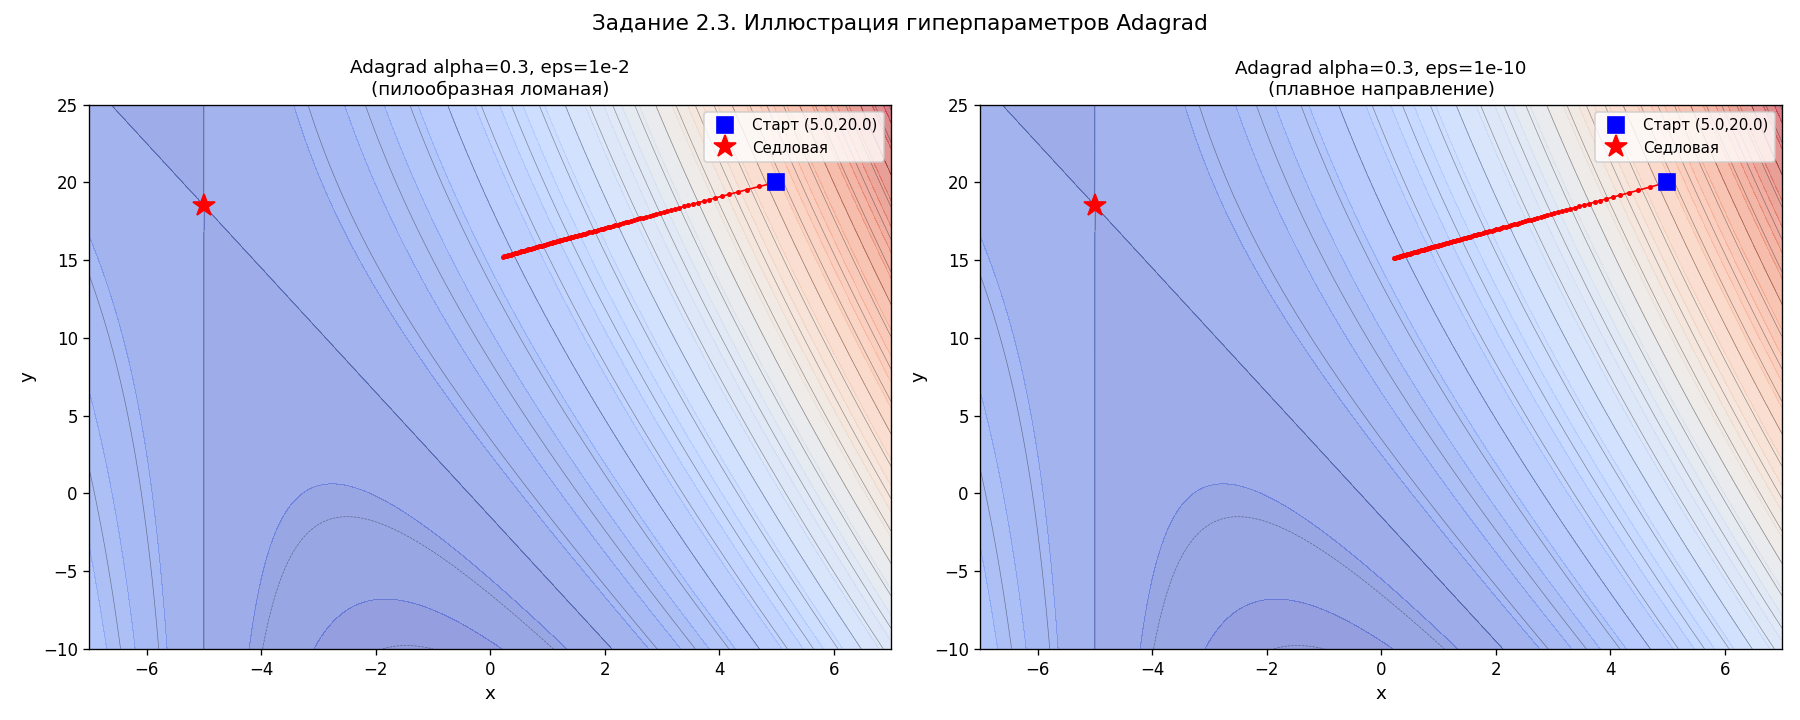 Задание 2.3. Иллюстрация гиперпараметров Adagrad
Adagrad alpha=0.3, eps=1e-2
(пилообразная ломаная)
25
20
15
10
5
0
−5
−10
y
−6
−4
−2
0
2
4
6
x
Старт (5.0,20.0)
Седловая
Adagrad alpha=0.3, eps=1e-10
(плавное направление)
25
20
15
10
5
0
−5
−10
y
−6
−4
−2
0
2
4
6
x
Старт (5.0,20.0)
Седловая